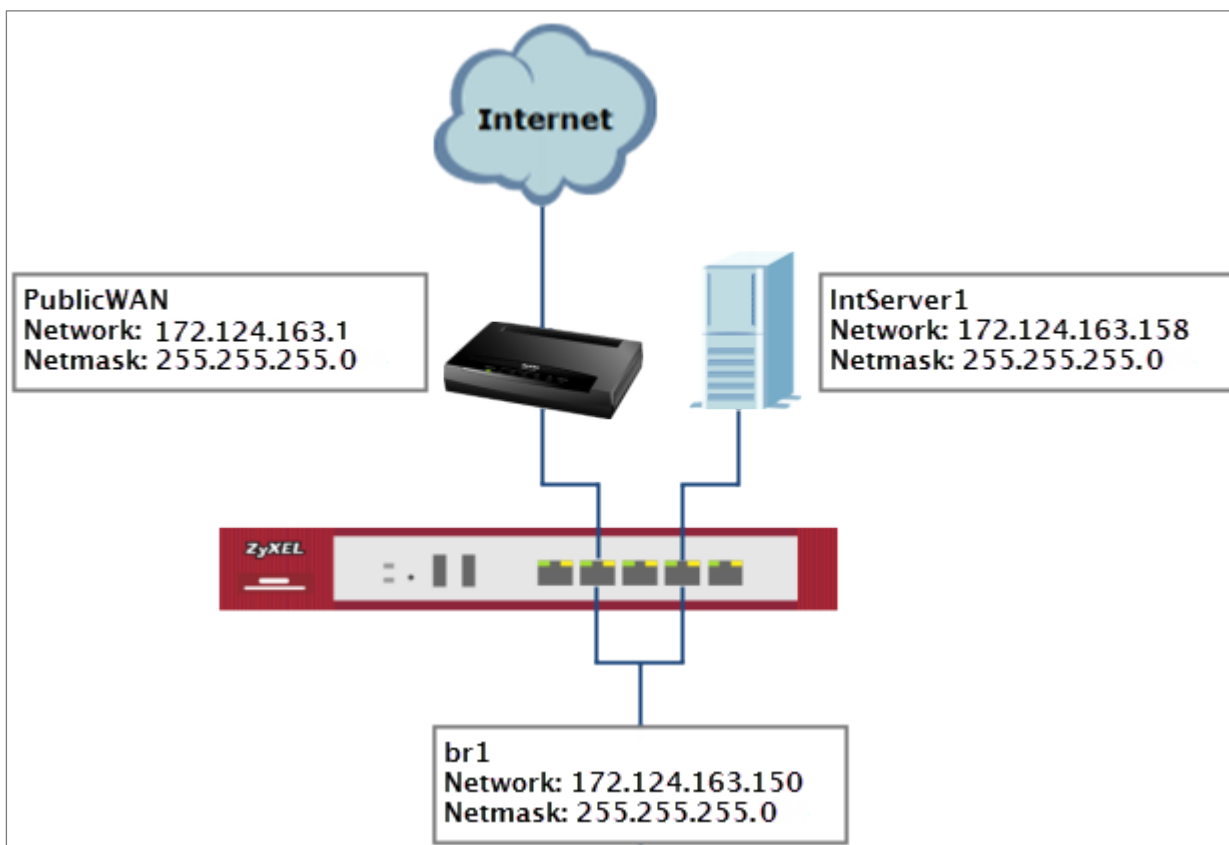 Internet
PublicWAN
Network: 172.124.163.1
Netmask: 255.255.255.0
IntServer1
Network: 172.124.163.158
Netmask: 255.255.255.0
ZyXEL
br1
Network: 172.124.163.150
Netmask: 255.255.255.0